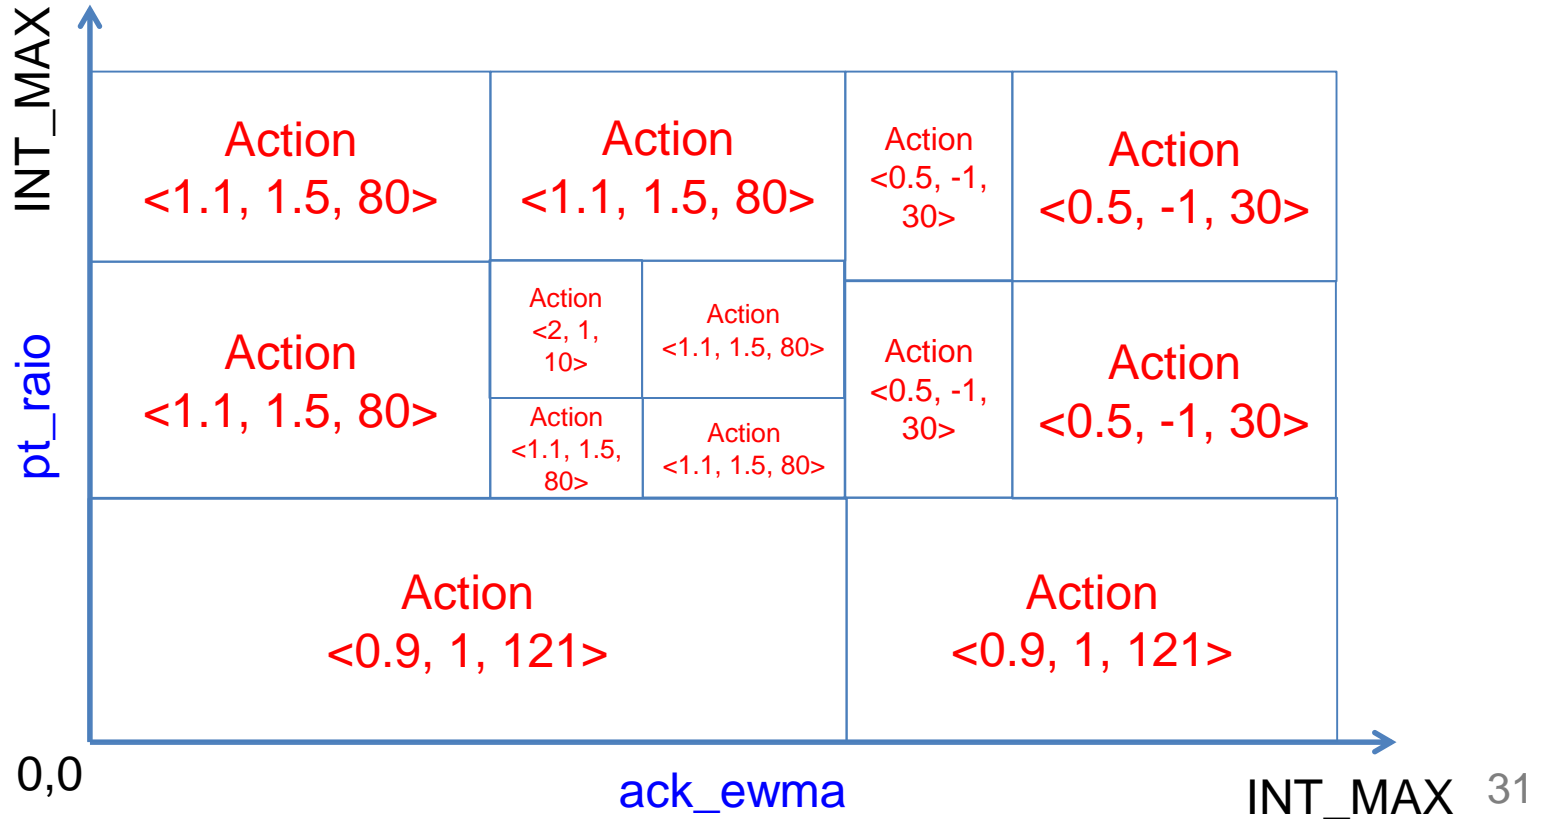 INT_MAX
Action
<1.1, 1.5, 80>
Action
<1.1, 1.5, 80>
Action
<0.5, -1,
30>
Action
<0.5, -1, 30>
pt_raio
Action
<1.1, 1.5, 80>
Action
<2, 1,
10>
Action
<1.1, 1.5, 80>
Action
<1.1, 1.5,
80>
Action
<1.1, 1.5, 80>
Action
<0.5, -1,
30>
Action
<0.5, -1, 30>
Action
<0.9, 1, 121>
Action
<0.9, 1, 121>
0,0
ack_ewma
INT_MAX
31